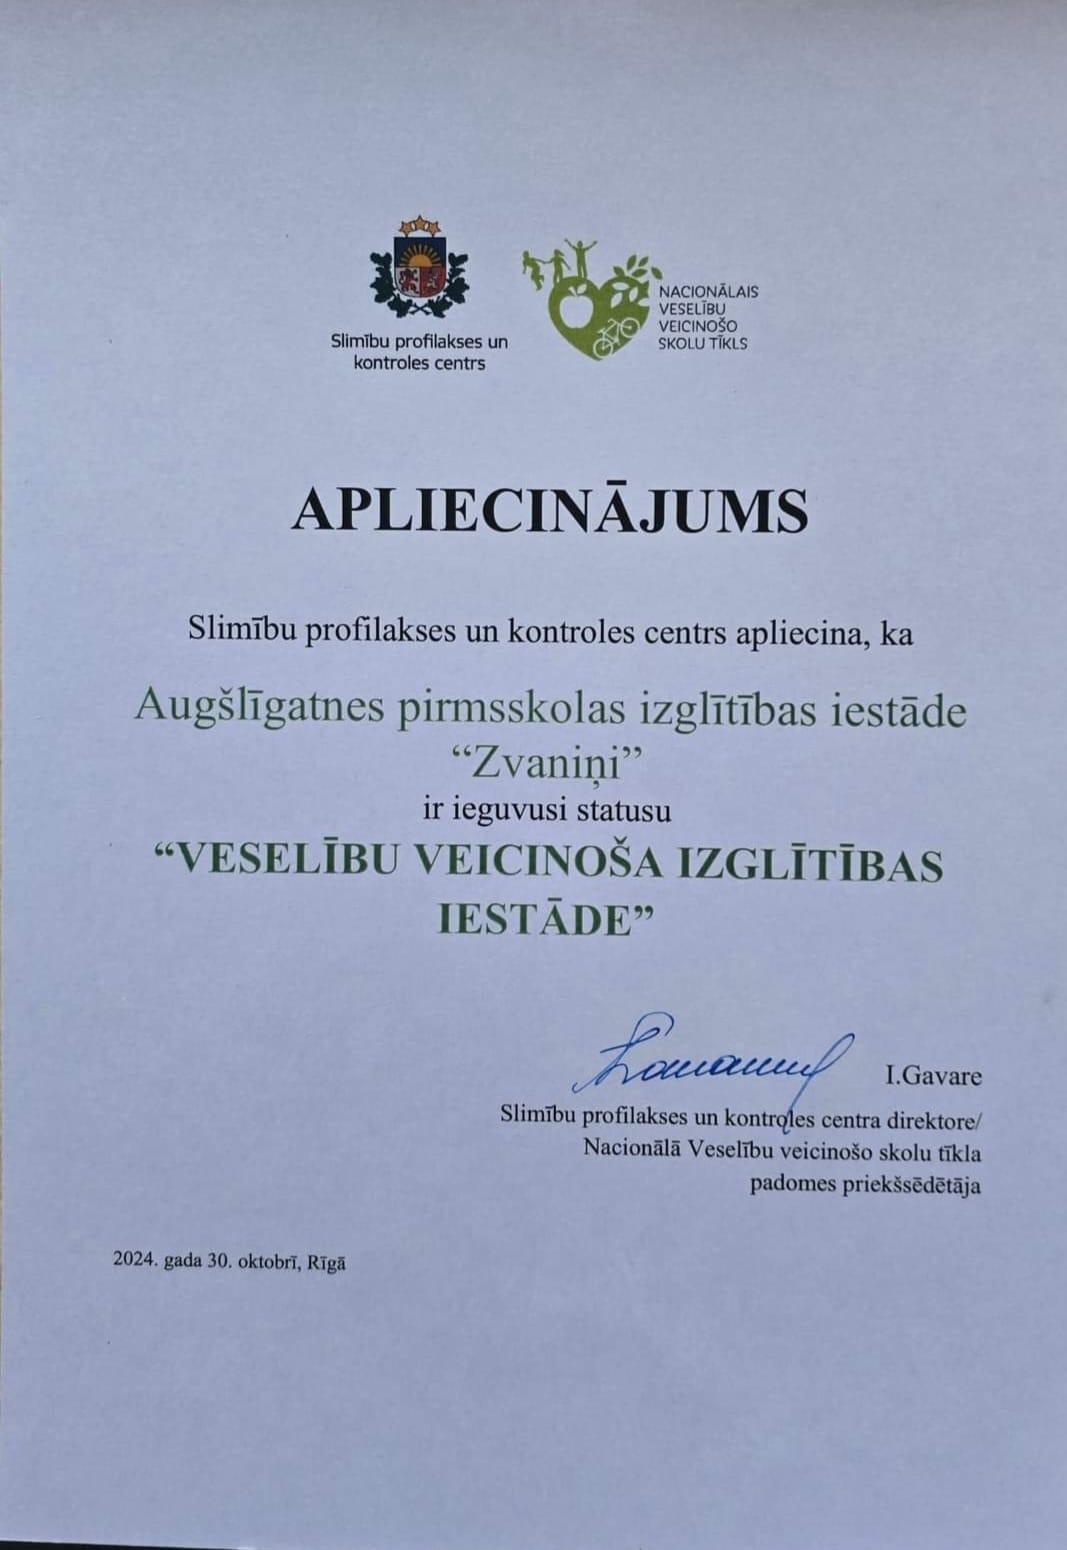 Slimību profilakses un
kontroles centrs
NACIONĀLAIS
VESELĪBU
VEICINOŠO
SKOLU TĪKLS
APLIECINĀJUMS
Slimību profilakses un kontroles centrs apliecina, ka
Augšlīgatnes pirmsskolas izglītības iestāde
“Zvaniņi”
ir ieguvusi statusu
“VESELĪBU VEICINOŠA IZGLĪTĪBAS
IESTĀDE”
I.Gavare
Slimību profilakses un kontroles centra direktore/
Nacionālā Veselību veicinošo skolu tīkla
padomes priekšsēdētāja
2024. gada 30. oktobrī, Rīgā